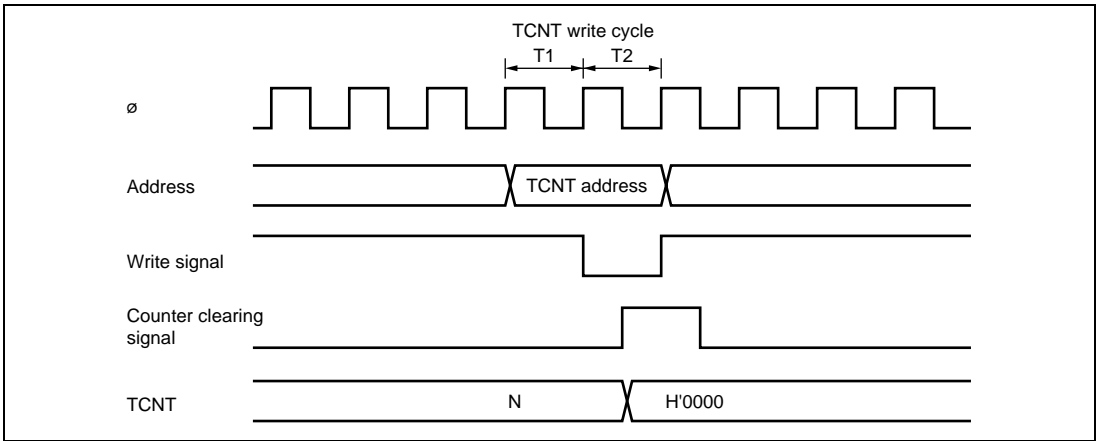 TCNT write cycle
T1 T2
ø
Address
TCNT address
Write signal
Counter clearing
signal
TCNT
N
H'0000